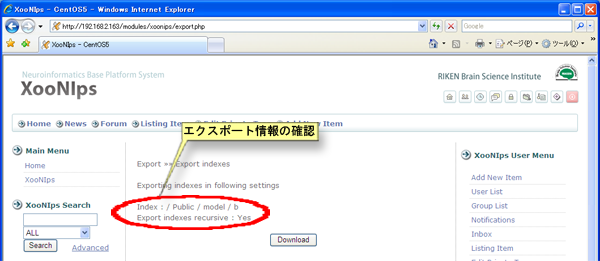 XooNIps - CentOS5 - Windows Internet Explorer
http://192.168.2.163/modules/xoonips/export.php
Google
XooNIps - CentOS5
ページ(P)
ツール(O)
Neuroinformatics Base Platform System
XooNIps
RIKEN Brain Science Institute
Home
News
Forum
Listing Item
Add New Item
エクスポート情報の確認
Main Menu
Home
XooNIps
XooNIps Search
ALL
Search
Advanced
Export »» Export indexes
Exporting indexes in following settings
Index : / Public / model / b
Export indexes recursive : Yes
Download
XooNIps User Menu
Add New Item
User List
Group List
Notifications
Inbox
Listing Item